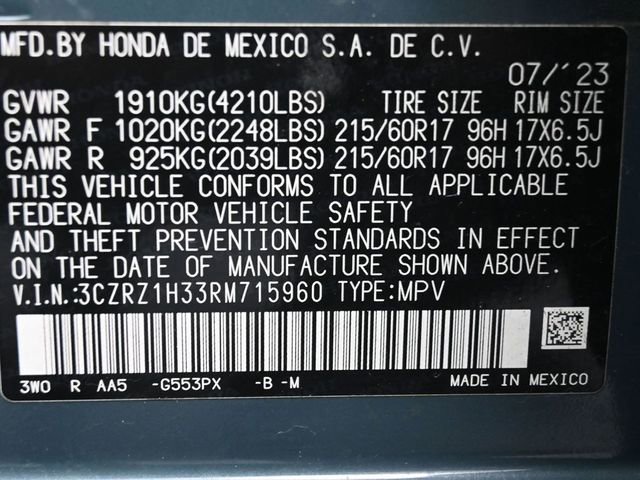 MFD.BY HONDA DE MEXICO S.A. DE C.V.
07/'23
GVWR 1910KG(4210LBS) TIRE SIZE RIM SIZE
GAWR F 1020KG(2248LBS) 215/60R17 96H 17X6.5J
GAWR R 925KG(2039LBS) 215/60R17 96H 17X6.5J
THIS VEHICLE CONFORMS TO ALL APPLICABLE
FEDERAL MOTOR VEHICLE SAFETY
AND THEFT PREVENTION STANDARDS IN EFFECT
ON THE DATE OF MANUFACTURE SHOWN ABOVE.
V.I.N.:3CZRZ1H33RM715960 TYPE:MPV
3W0 R AA5 -G553PX -B -M MADE IN MEXICO